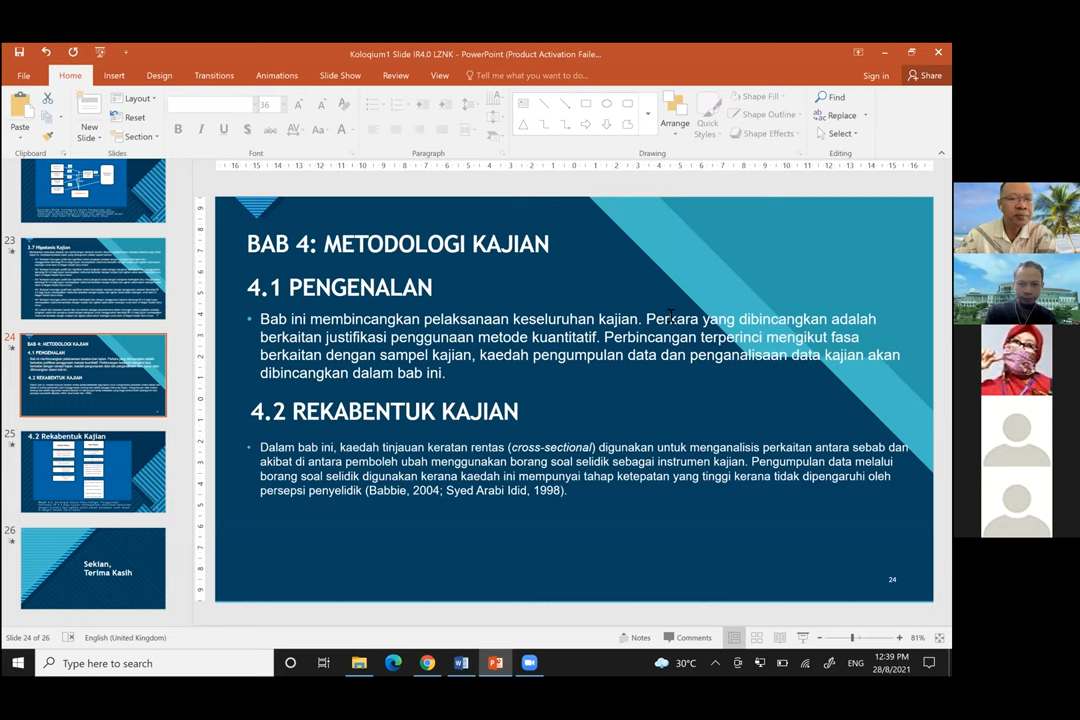 Koloqium1 Slide IR4.0 LZNK - PowerPoint (Product Activation Faile...
File Home Insert Design Transitions Animations Slide Show Review View Tell me what you want to do... Sign in Share
Paste
Clipboard
New Slide
Layout
Reset
Section
Slides
36
Font
Paragraph
Arrange
Quick Styles
Shape Fill
Shape Outline
Shape Effects
Drawing
Find
Replace
Select
Editing
23
3.7 Hipotesis Kajian
24
BAB 4: METODOLOGI KAJIAN
4.1 PENGENALAN
4.2 REKABENTUK KAJIAN
25
4.2 Rekabentuk Kajian
26
Sekian,
Terima Kasih
BAB 4: METODOLOGI KAJIAN
4.1 PENGENALAN
• Bab ini membincangkan pelaksanaan keseluruhan kajian. Perkara yang dibincangkan adalah
berkaitan justifikasi penggunaan metode kuantitatif. Perbincangan terperinci mengikut fasa
berkaitan dengan sampel kajian, kaedah pengumpulan data dan penganalisaan data kajian akan
dibincangkan dalam bab ini.
4.2 REKABENTUK KAJIAN
• Dalam bab ini, kaedah tinjauan keratan rentas (cross-sectional) digunakan untuk menganalisis perkaitan antara sebab dan
akibat di antara pemboleh ubah menggunakan borang soal selidik sebagai instrumen kajian. Pengumpulan data melalui
borang soal selidik digunakan kerana kaedah ini mempunyai tahap ketepatan yang tinggi kerana tidak dipengaruhi oleh
persepsi penyelidik (Babbie, 2004; Syed Arabi Idid, 1998).
24
Slide 24 of 26 English (United Kingdom) Notes Comments 81%
Type here to search
30°C ENG
12:39 PM
28/8/2021